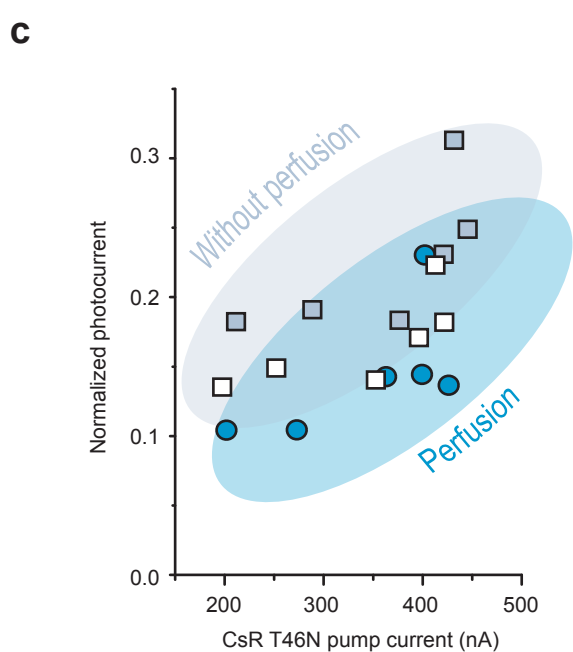 c
Without perfusion
Perfusion
Normalized photocurrent
0.3
0.2
0.1
0.0
200 300 400 500
CsR T46N pump current (nA)